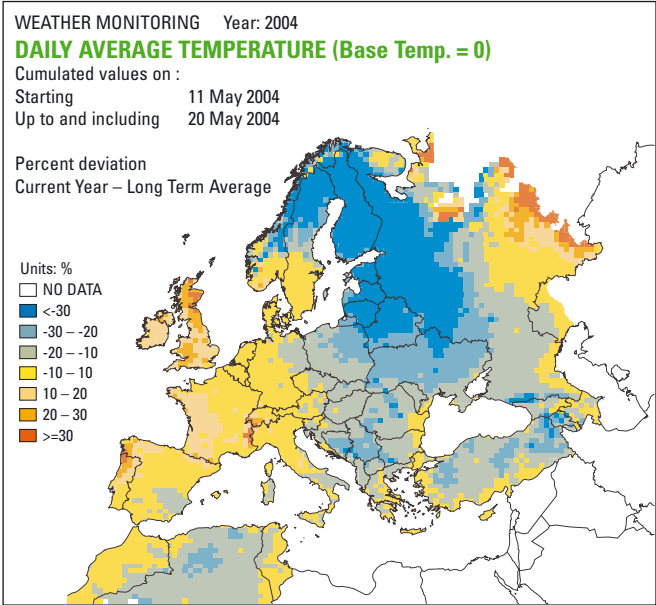 WEATHER MONITORING Year: 2004
DAILY AVERAGE TEMPERATURE (Base Temp. = 0)
Cumulated values on :
Starting 11 May 2004
Up to and including 20 May 2004
Percent deviation
Current Year – Long Term Average
Units: %
NO DATA
<-30
-30 – -20
-20 – -10
-10 – 10
10 – 20
20 – 30
>=30